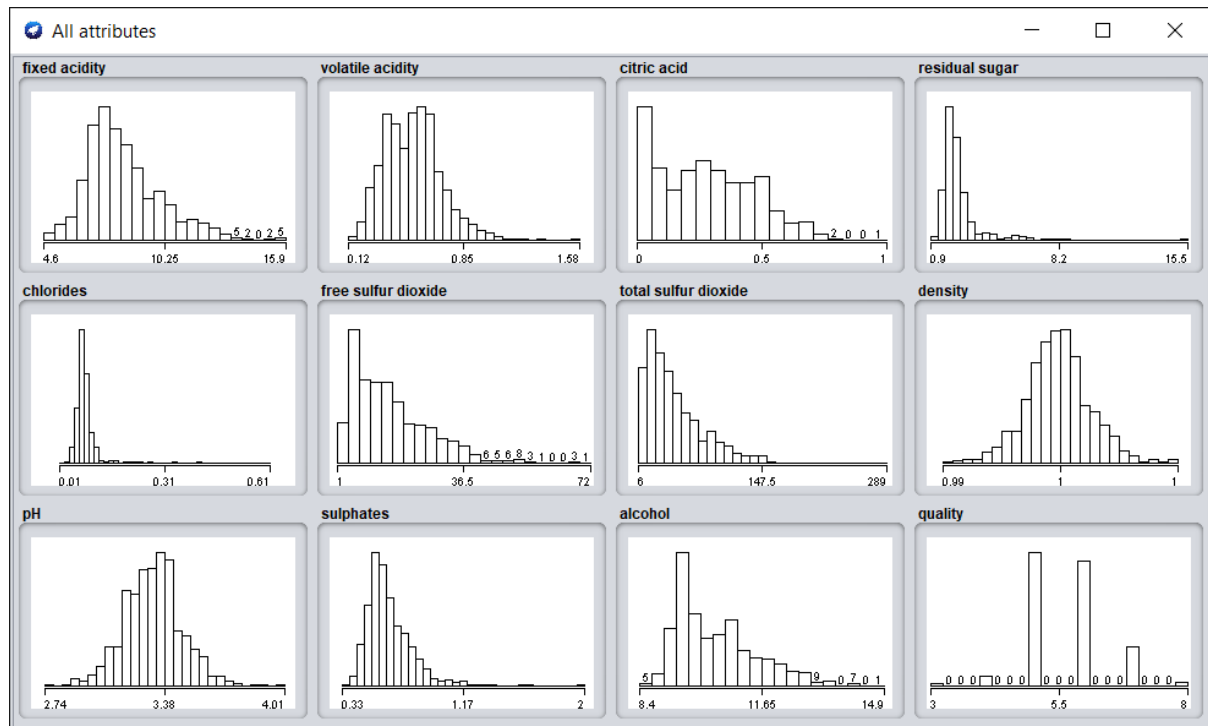 All attributes
fixed acidity
5 2 0 2 5
4.6 10.25 15.9
volatile acidity
0.12 0.85 1.58
citric acid
2 0 0 1
0 0.5 1
residual sugar
0.9 8.2 15.5
chlorides
0.01 0.31 0.61
free sulfur dioxide
6 5 6 8 3 1 0 0 3 1
1 36.5 72
total sulfur dioxide
6 147.5 289
density
0.99 1 1
pH
2.74 3.38 4.01
sulphates
0.33 1.17 2
alcohol
5 9 0 7 0 1
8.4 11.65 14.9
quality
0 0 0 0 0 0 0 0 0 0 0 0 0 0 0
3 5.5 8